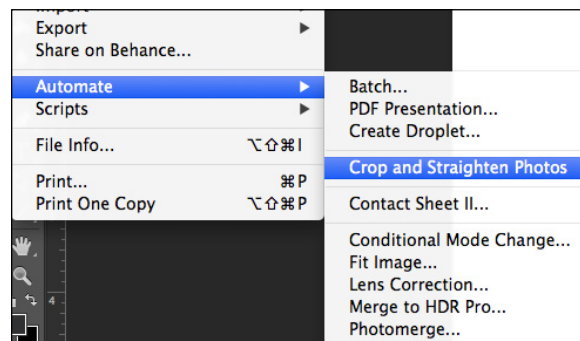 Export
Share on Behance...
Automate
Scripts
File Info... ⌥⇧⌘I
Print... ⌘P
Print One Copy ⌥⇧⌘P
Batch...
PDF Presentation...
Create Droplet...
Crop and Straighten Photos
Contact Sheet II...
Conditional Mode Change...
Fit Image...
Lens Correction...
Merge to HDR Pro...
Photomerge...
4